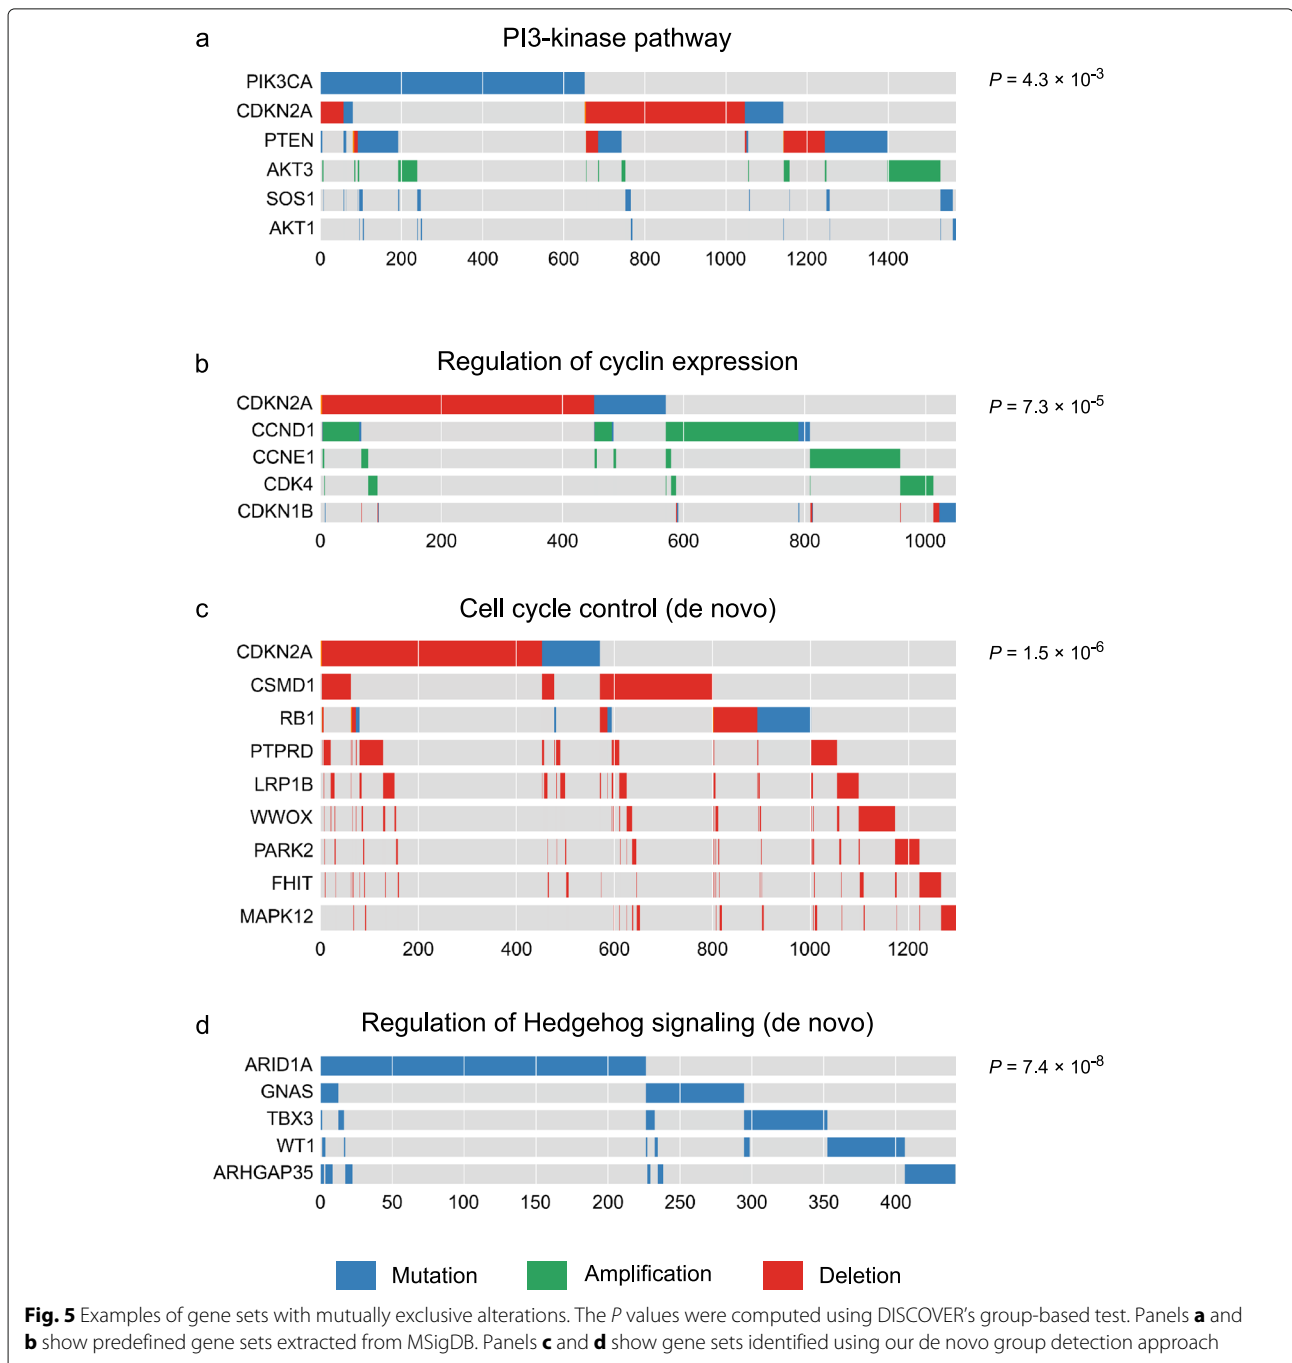 a PI3-kinase pathway
PIK3CA P = 4.3 × 10-3
CDKN2A
PTEN
AKT3
SOS1
AKT1
0 200 400 600 800 1000 1200 1400
b Regulation of cyclin expression
CDKN2A P = 7.3 × 10-5
CCND1
CCNE1
CDK4
CDKN1B
0 200 400 600 800 1000
c Cell cycle control (de novo)
CDKN2A P = 1.5 × 10-6
CSMD1
RB1
PTPRD
LRP1B
WWOX
PARK2
FHIT
MAPK12
0 200 400 600 800 1000 1200
d Regulation of Hedgehog signaling (de novo)
ARID1A P = 7.4 × 10-8
GNAS
TBX3
WT1
ARHGAP35
0 50 100 150 200 250 300 350 400
Mutation Amplification Deletion
Fig. 5 Examples of gene sets with mutually exclusive alterations. The P values were computed using DISCOVER's group-based test. Panels a and
b show predefined gene sets extracted from MSigDB. Panels c and d show gene sets identified using our de novo group detection approach